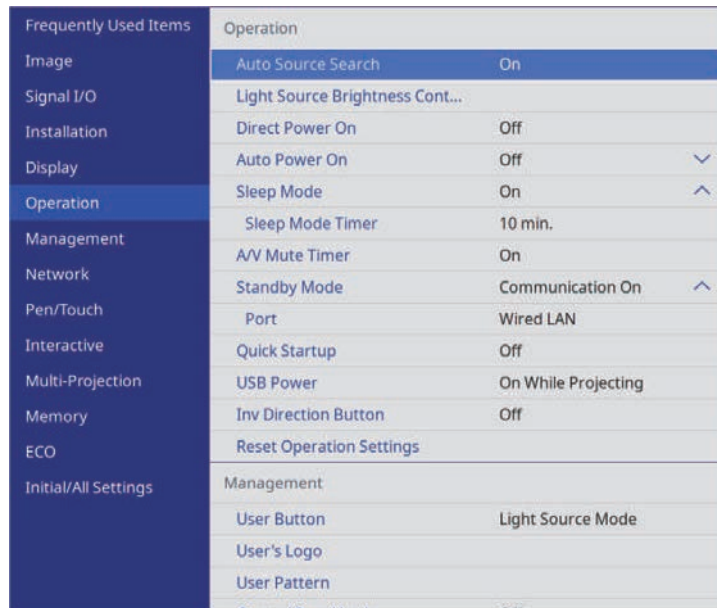 Frequently Used Items
Image
Signal I/O
Installation
Display
Operation
Management
Network
Pen/Touch
Interactive
Multi-Projection
Memory
ECO
Initial/All Settings
Operation
Auto Source Search On
Light Source Brightness Cont...
Direct Power On Off
Auto Power On Off
Sleep Mode On
Sleep Mode Timer 10 min.
A/V Mute Timer On
Standby Mode Communication On
Port Wired LAN
Quick Startup Off
USB Power On While Projecting
Inv Direction Button Off
Reset Operation Settings
Management
User Button Light Source Mode
User's Logo
User Pattern